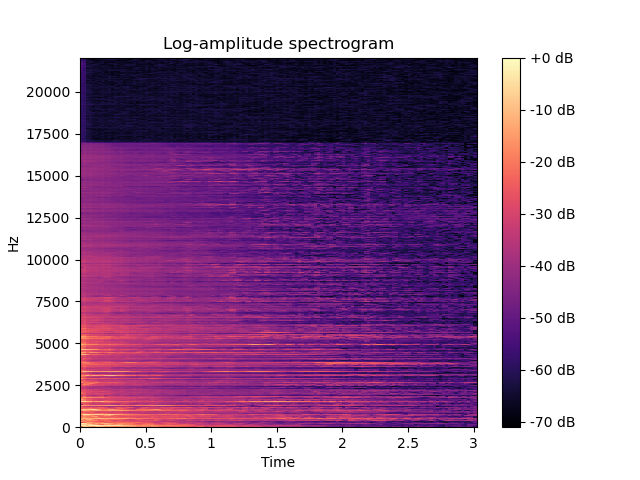 Log-amplitude spectrogram
Hz
20000
17500
15000
12500
10000
7500
5000
2500
0
0 0.5 1 1.5 2 2.5 3
Time
+0 dB
-10 dB
-20 dB
-30 dB
-40 dB
-50 dB
-60 dB
-70 dB